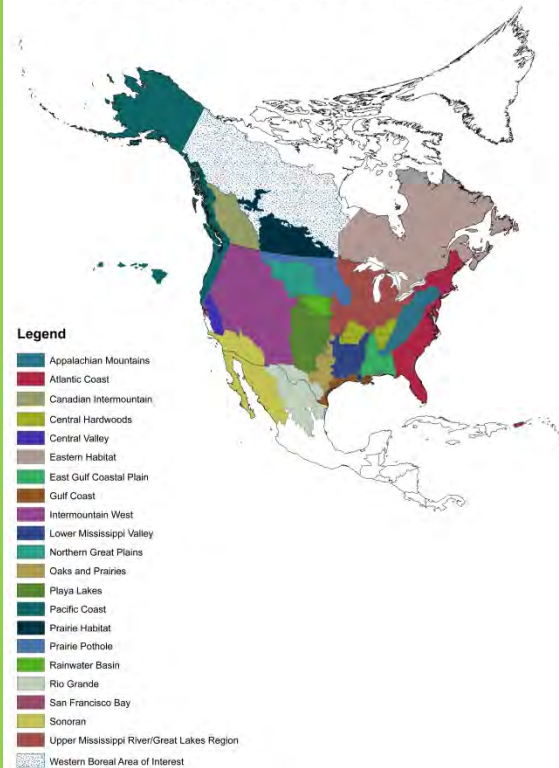 Legend
Appalachian Mountains
Atlantic Coast
Canadian Intermountain
Central Hardwoods
Central Valley
Eastern Habitat
East Gulf Coastal Plain
Gulf Coast
Intermountain West
Lower Mississippi Valley
Northern Great Plains
Oaks and Prairies
Playa Lakes
Pacific Coast
Prairie Habitat
Prairie Pothole
Rainwater Basin
Rio Grande
San Francisco Bay
Sonoran
Upper Mississippi River/Great Lakes Region
Western Boreal Area of Interest